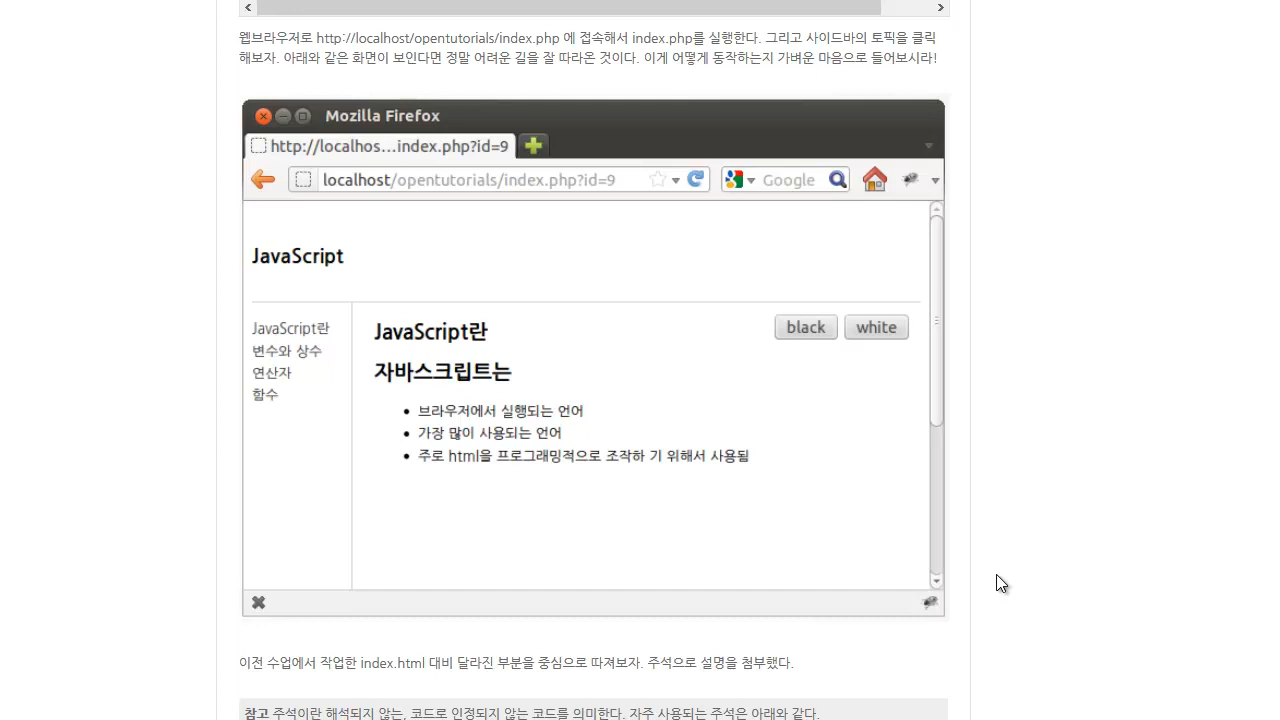 웹브라우저로 http://localhost/opentutorials/index.php 에 접속해서 index.php를 실행한다. 그리고 사이드바의 토픽을 클릭
해보자. 아래와 같은 화면이 보인다면 정말 어려운 길을 잘 따라온 것이다. 이게 어떻게 동작하는지 가벼운 마음으로 들어보시라!
Mozilla Firefox
http://localhos...index.php?id=9
localhost/opentutorials/index.php?id=9 Google
JavaScript
JavaScript란
변수와 상수
연산자
함수
JavaScript란 black white
자바스크립트는
• 브라우저에서 실행되는 언어
• 가장 많이 사용되는 언어
• 주로 html을 프로그래밍적으로 조작하 기 위해서 사용됨
이전 수업에서 작업한 index.html 대비 달라진 부분을 중심으로 따져보자. 주석으로 설명을 첨부했다.
참고 주석이란 해석되지 않는, 코드로 인정되지 않는 코드를 의미한다. 자주 사용되는 주석은 아래와 같다.